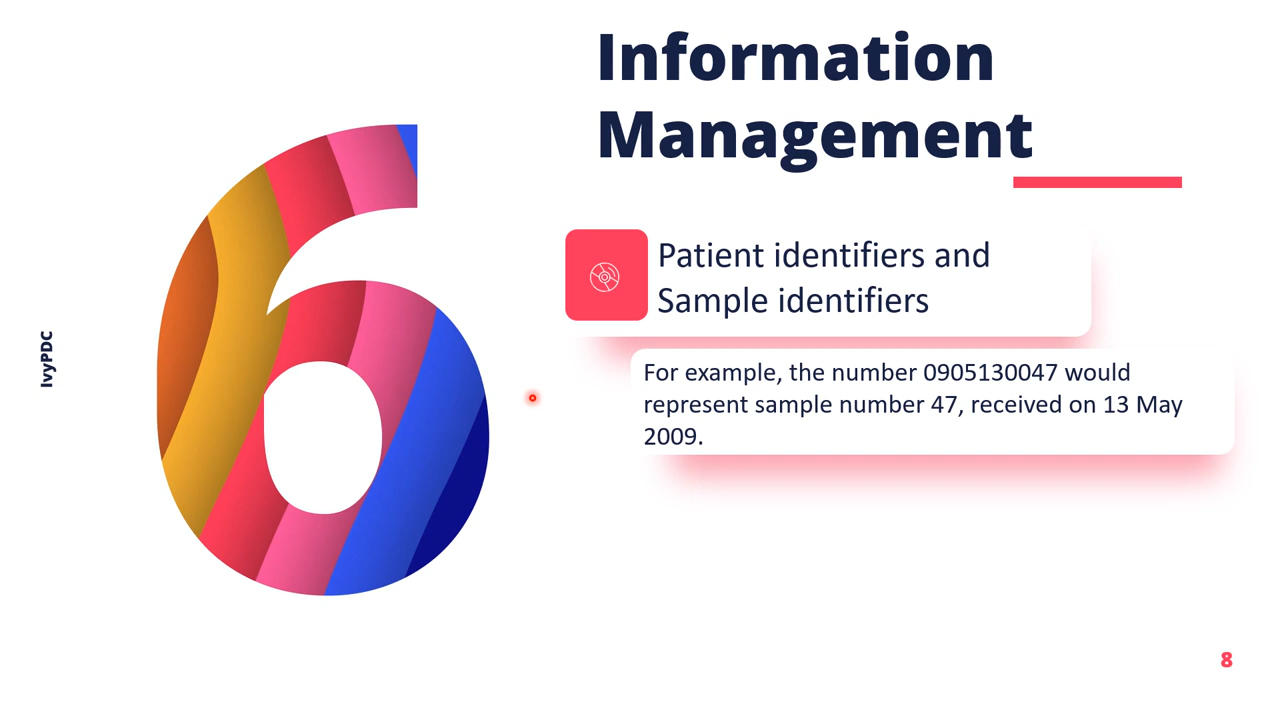 Information
Management
6
Patient identifiers and
Sample identifiers
For example, the number 0905130047 would
represent sample number 47, received on 13 May
2009.
IvyPDC
8